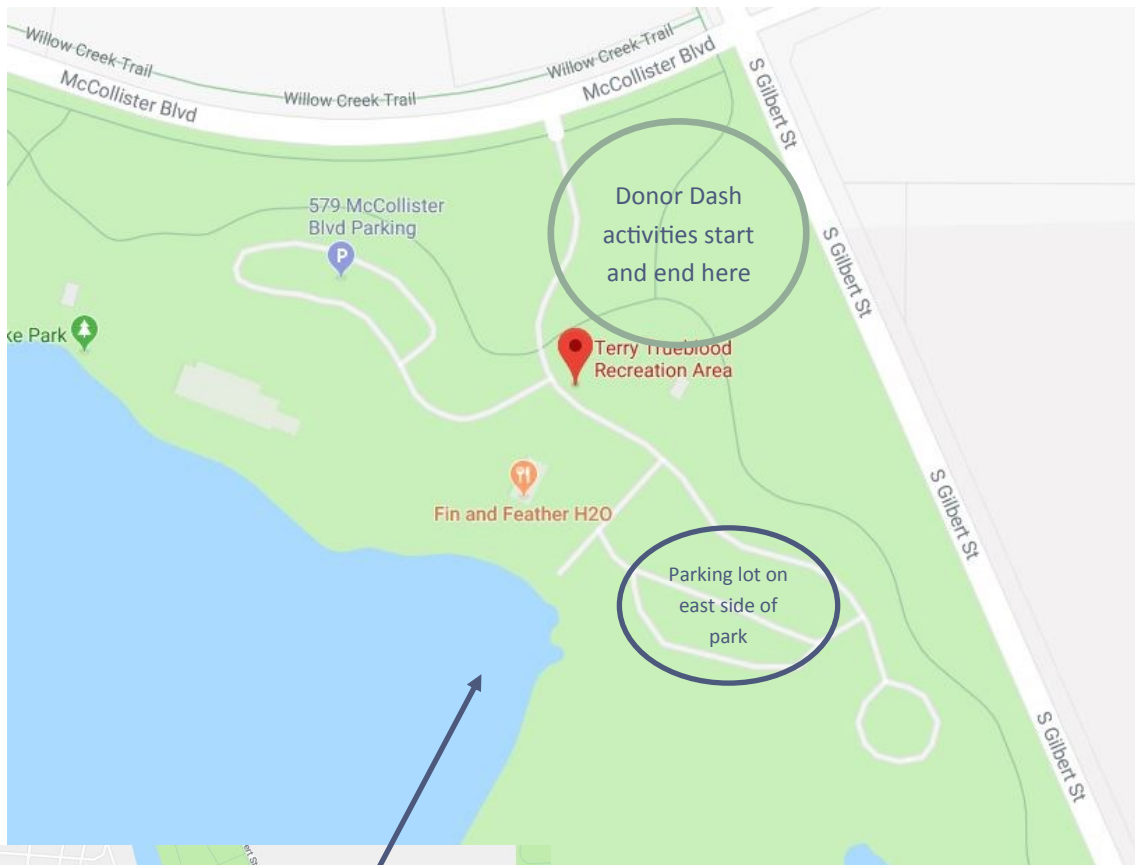 Willow Creek Trail
McCollister Blvd
Willow Creek Trail
Willow Creek Trail
McCollister Blvd
S Gilbert St
579 McCollister
Blvd Parking
P
Donor Dash
activities start
and end here
S Gilbert St
ke Park
Terry Trueblood
Recreation Area
Fin and Feather H2O
S Gilbert St
Parking lot on
east side of
park
S Gilbert St